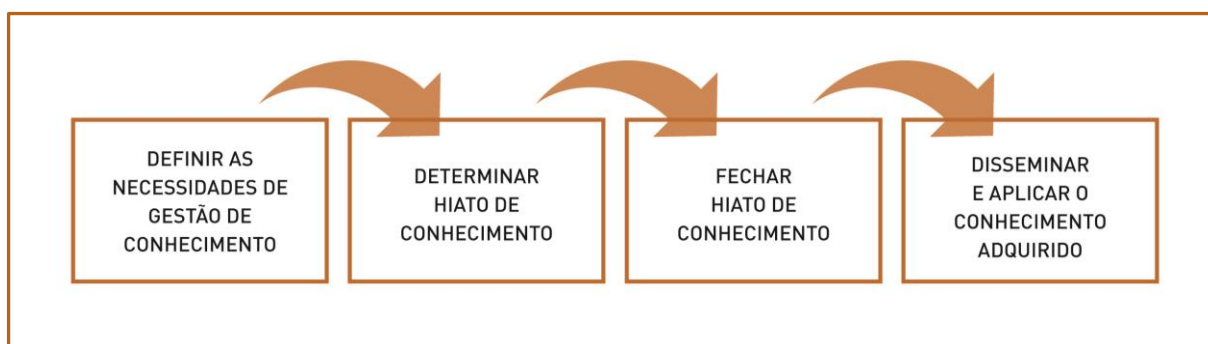 DEFINIR AS
NECESSIDADES DE
GESTÃO DE
CONHECIMENTO
DETERMINAR
HIATO DE
CONHECIMENTO
FECHAR
HIATO DE
CONHECIMENTO
DISSEMINAR
E APLICAR O
CONHECIMENTO
ADQUIRIDO